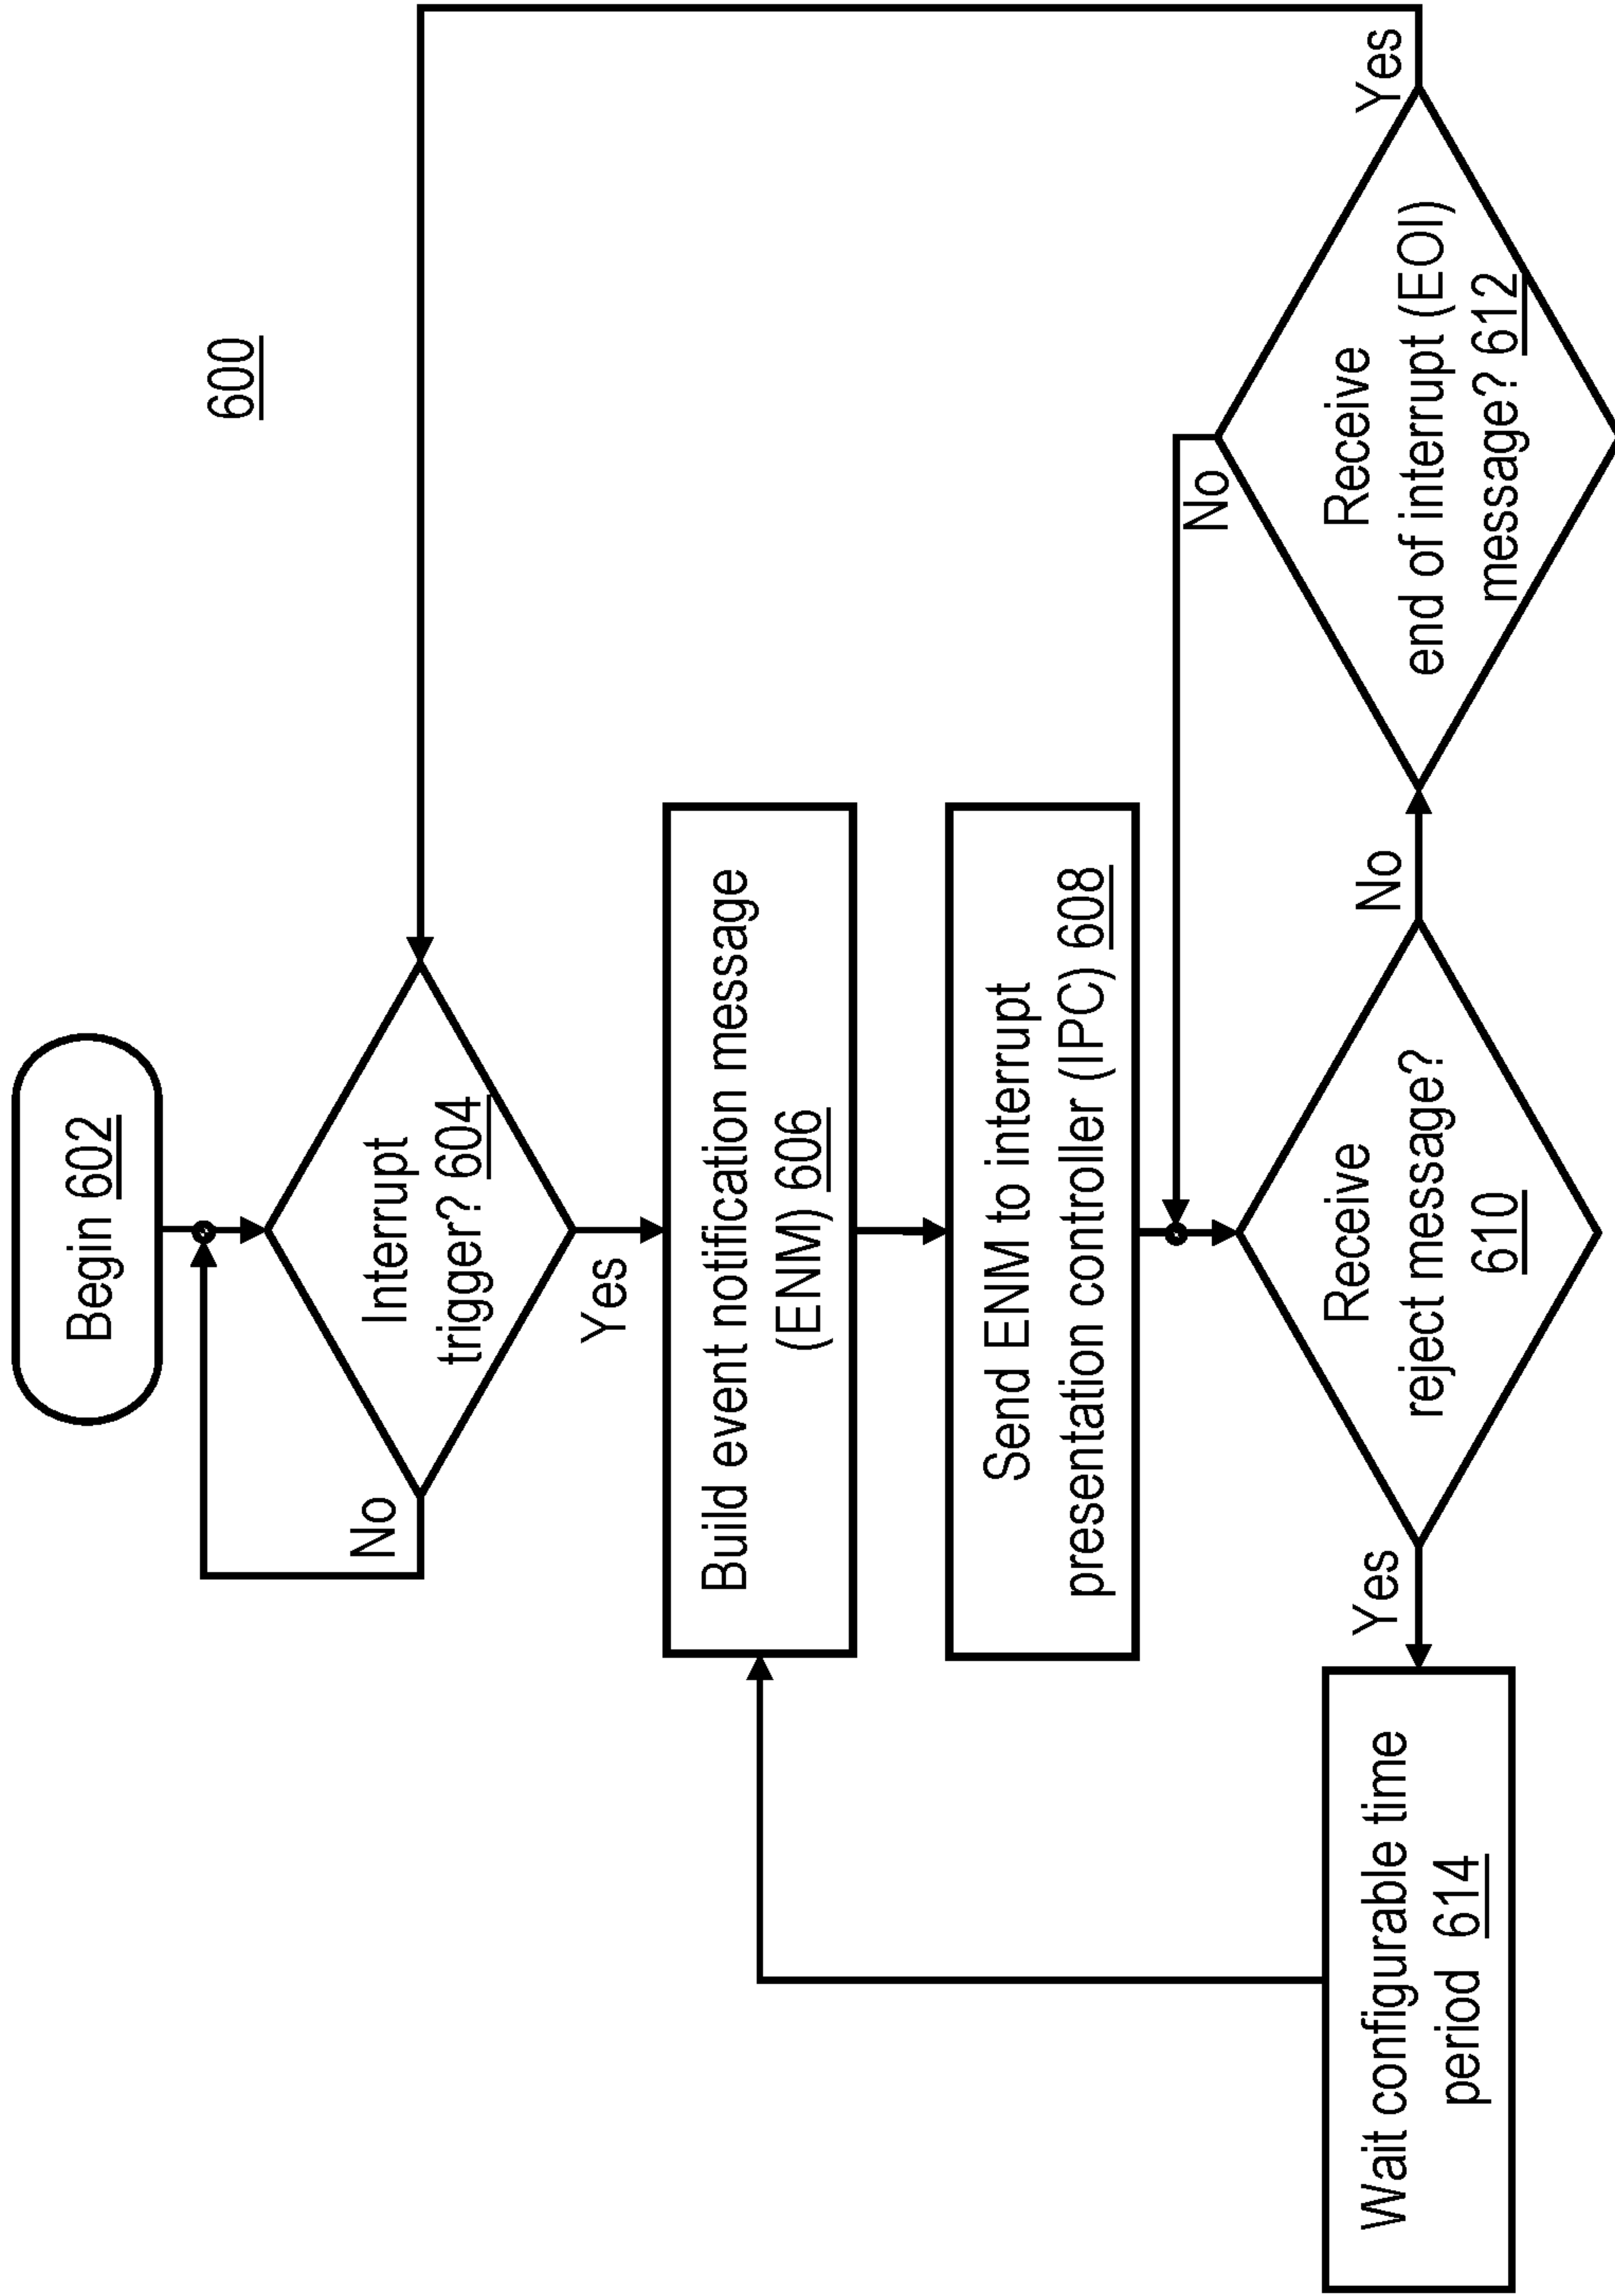 600
Begin 602
Interrupt
trigger? 604
No
Yes
Build event notification message
(ENM) 606
Send ENM to interrupt
presentation controller (IPC) 608
No
Receive
reject message?
610
Yes
No
Wait configurable time
period 614
Receive
end of interrupt (EOI)
message? 612
Yes